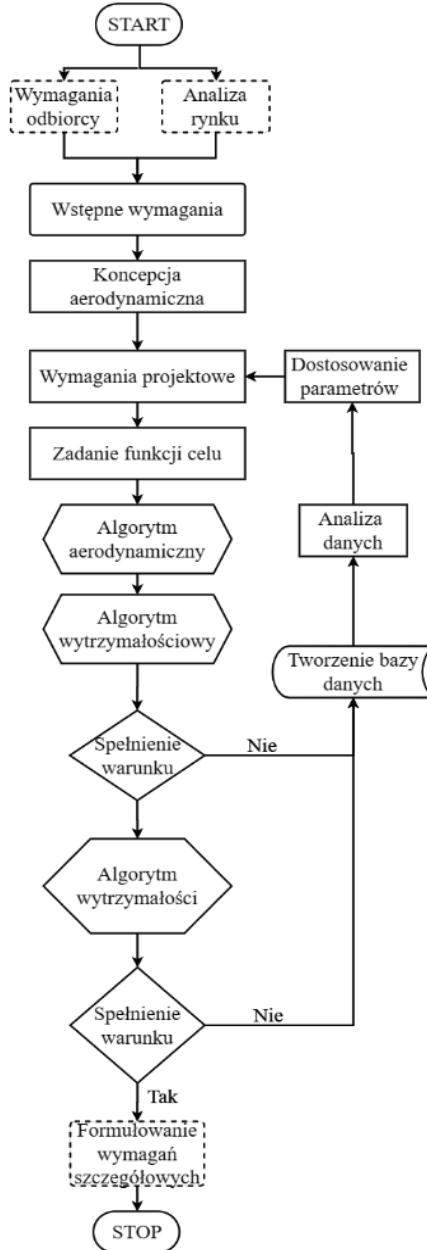 START
Wymagania
odbiorcy
Analiza
rynku
Wstępne wymagania
Koncepcja
aerodynamiczna
Wymagania projektowe
Dostosowanie
parametrów
Zadanie funkcji celu
Algorytm
aerodynamiczny
Analiza
danych
Algorytm
wytrzymałościowy
Tworzenie bazy
danych
Spełnienie
warunku
Nie
Algorytm
wytrzymałości
Spełnienie
warunku
Nie
Tak
Formułowanie
wymagań
szczegółowych
STOP